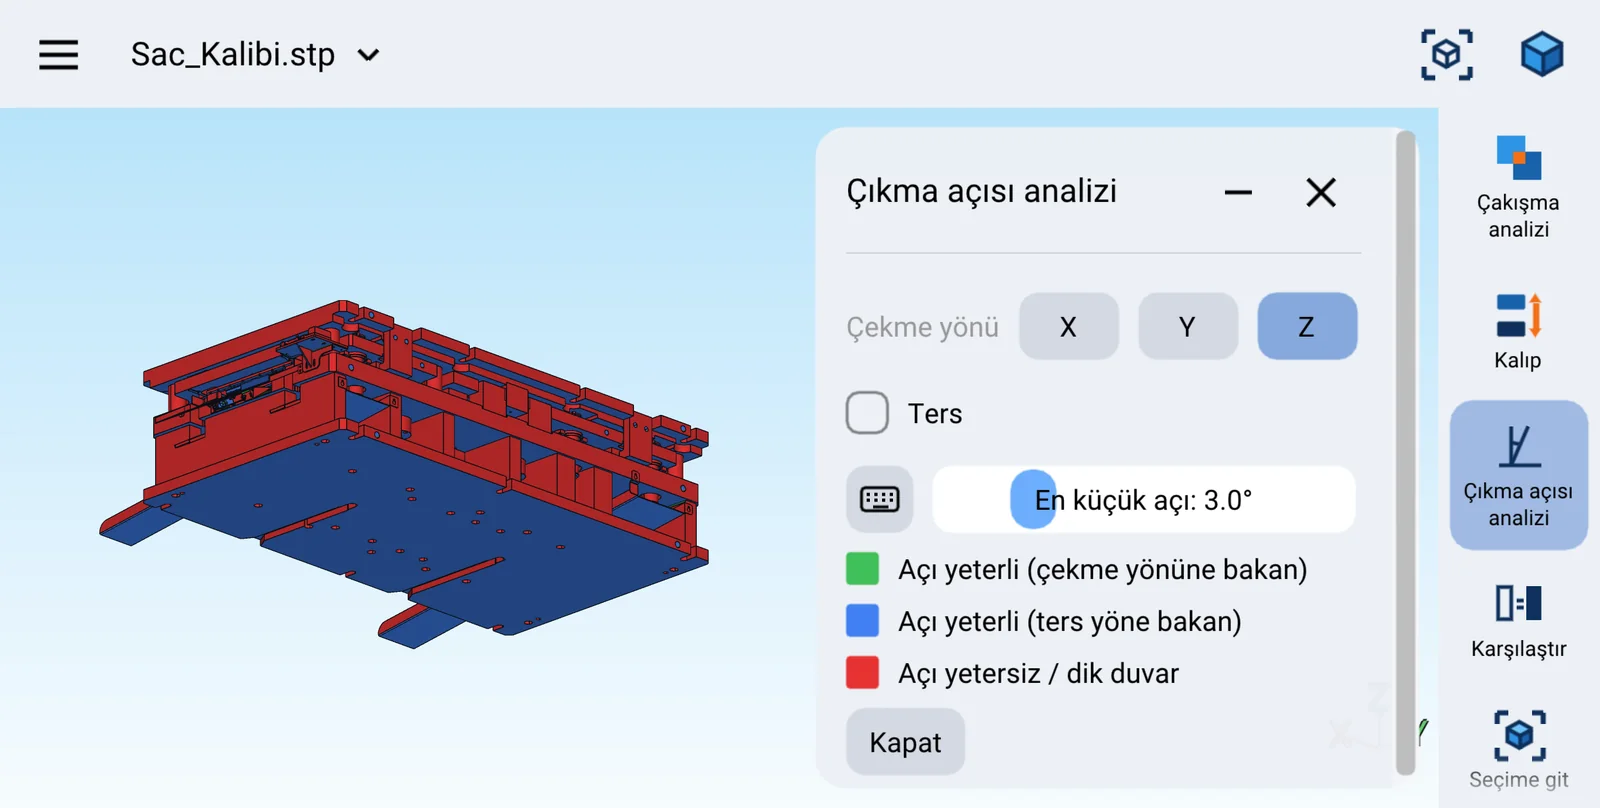 Sac_Kalibi.stp
Çıkma açısı analizi
Çekme yönü
X
Y
Z
Ters
En küçük açı: 3.0°
Açı yeterli (çekme yönüne bakan)
Açı yeterli (ters yöne bakan)
Açı yetersiz / dik duvar
Kapat
Çakışma
analizi
Kalıp
Çıkma açısı
analizi
Karşılaştır
Seçime git
X
Z